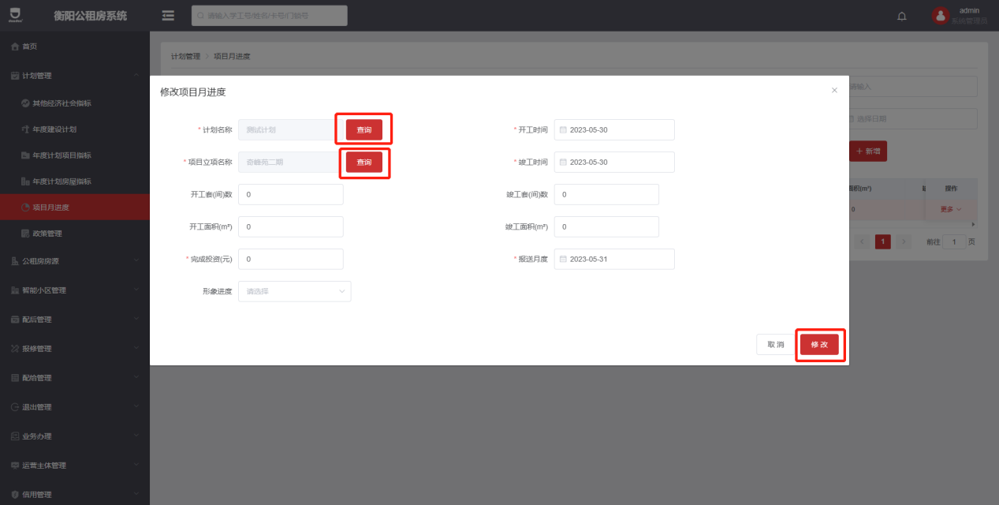 衡阳公租房系统
请输入学工号/姓名/卡号/门锁号
admin
系统管理员
首页
计划管理
其他经济社会指标
年度建设计划
年度计划项目指标
年度计划房屋指标
项目月进度
政策管理
公租房房源
智能小区管理
配后管理
报修管理
配给管理
退出管理
业务办理
运营主体管理
信用管理
计划管理 > 项目月进度
请输入
选择日期
+ 新增
面积(m²)
操作
0
更多
< 1 > 前往 1 页
修改项目月进度
* 计划名称 测试计划 查询
* 开工时间 2023-05-30
* 项目立项名称 奇峰苑二期 查询
* 竣工时间 2023-05-30
开工套(间)数 0
竣工套(间)数 0
开工面积(m²) 0
竣工面积(m²) 0
* 完成投资(元) 0
* 报送月度 2023-05-31
形象进度 请选择
取消
修改